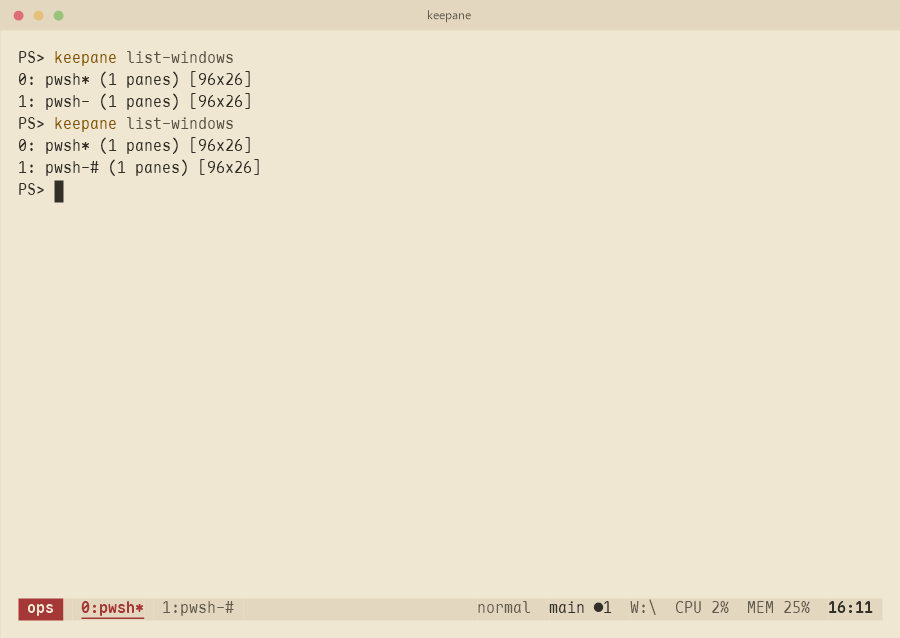 keepane
PS> keepane list-windows
0: pwsh* (1 panes) [96x26]
1: pwsh- (1 panes) [96x26]
PS> keepane list-windows
0: pwsh* (1 panes) [96x26]
1: pwsh-# (1 panes) [96x26]
PS>
ops 0:pwsh* 1:pwsh-# normal main ●1 W:\ CPU 2% MEM 25% 16:11